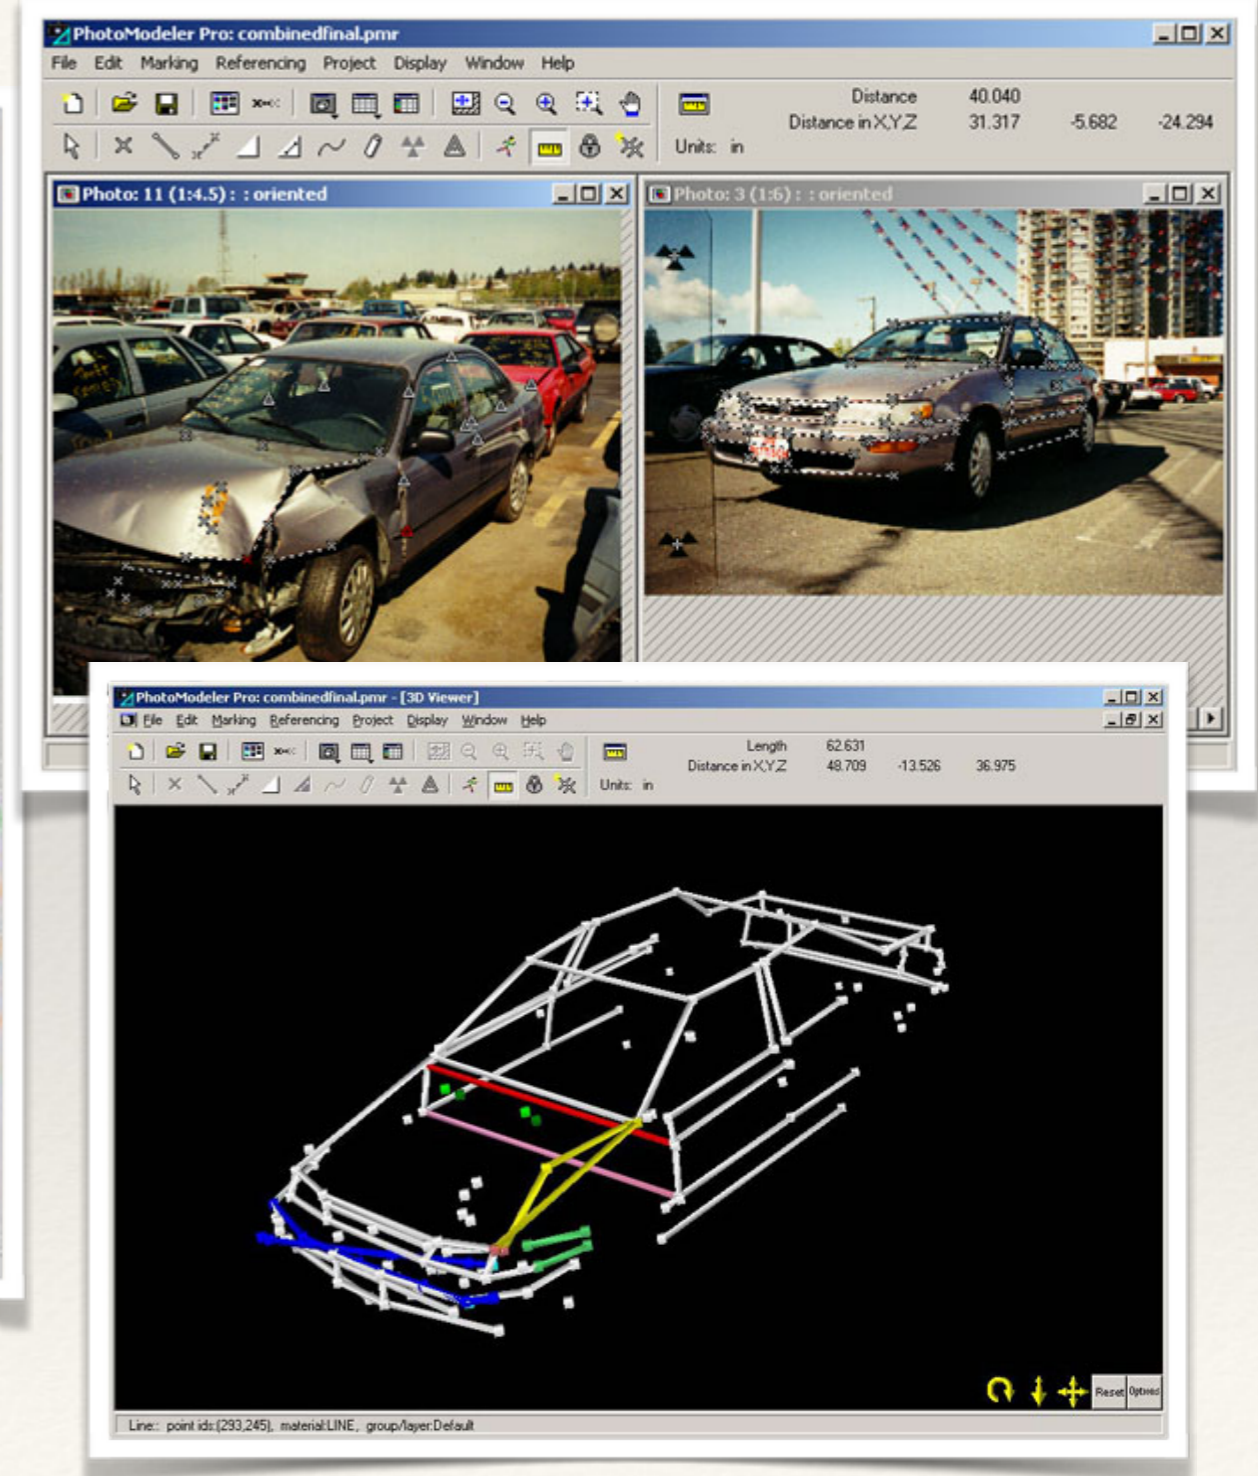 PhotoModeler Pro: combinedfinal.pmr
File Edit Marking Referencing Project Display Window Help
Distance 40.040
Distance in X,Y,Z 31.317 -5.682 -24.294
Units: in
Photo: 11 (1:4.5) : : oriented
Photo: 3 (1:6) : : oriented
PhotoModeler Pro: combinedfinal.pmr - [3D Viewer]
File Edit Marking Referencing Project Display Window Help
Length 62.631
Distance in X,Y,Z 48.709 -13.526 36.975
Units: in
Reset Options
Line:: point ids:(293,245), material:LINE, group/layer:Default